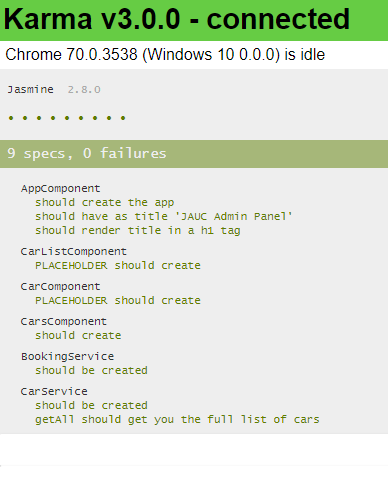 Karma v3.0.0 - connected
Chrome 70.0.3538 (Windows 10 0.0.0) is idle
Jasmine 2.8.0
• • • • • • • • •
9 specs, 0 failures
AppComponent
should create the app
should have as title 'JAUC Admin Panel'
should render title in a h1 tag
CarListComponent
PLACEHOLDER should create
CarComponent
PLACEHOLDER should create
CarsComponent
should create
BookingService
should be created
CarService
should be created
getAll should get you the full list of cars